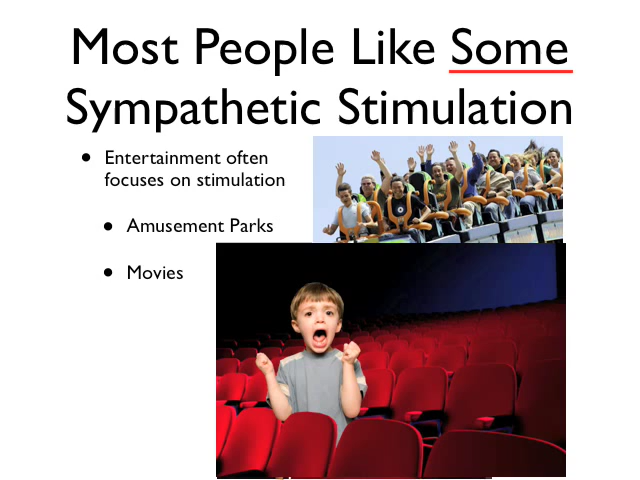 Most People Like Some
Sympathetic Stimulation
• Entertainment often
focuses on stimulation
• Amusement Parks
• Movies